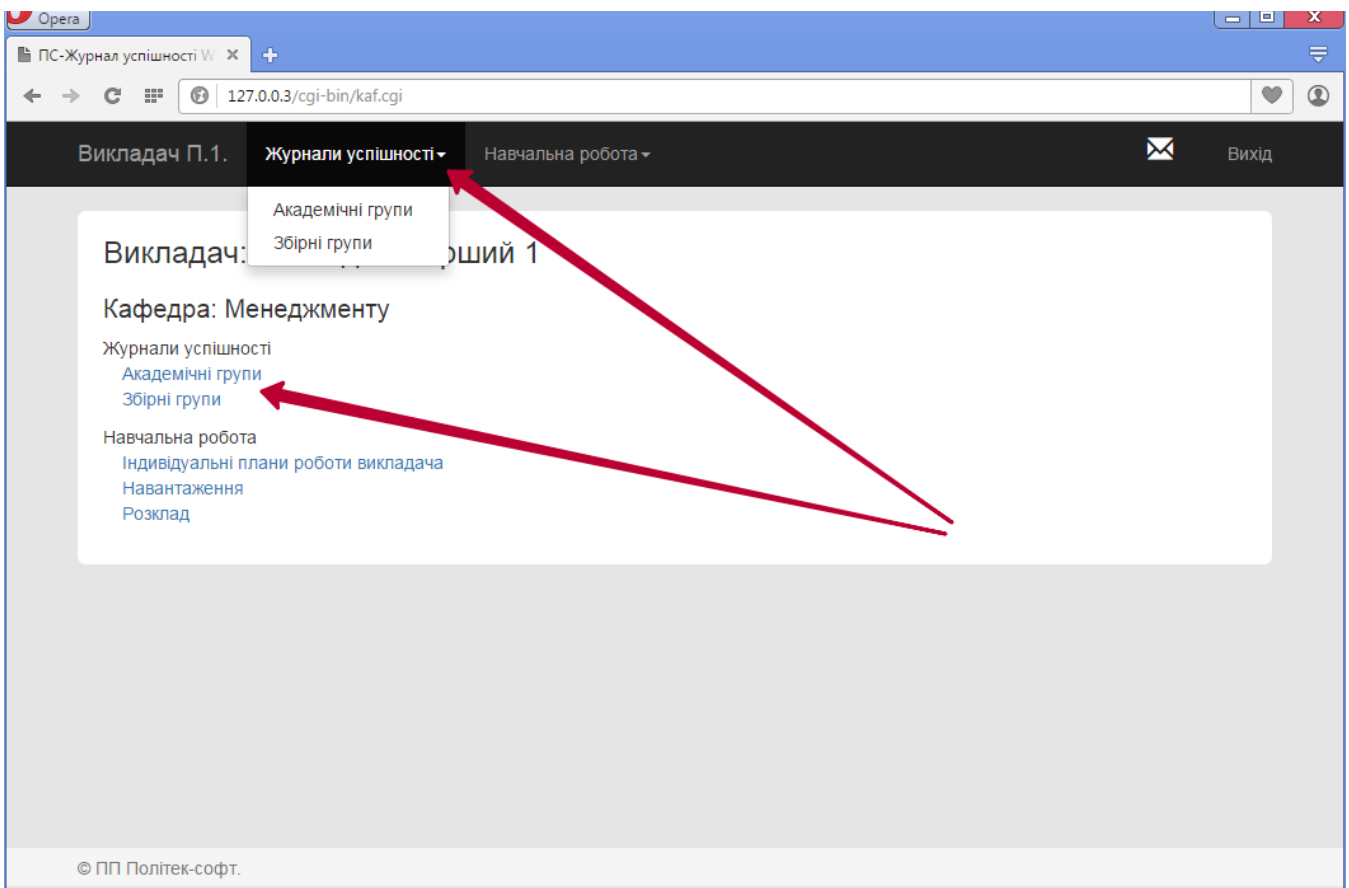 Opera
ПС-Журнал успішності W
127.0.0.3/cgi-bin/kaf.cgi
Викладач П.1. Журнали успішності Навчальна робота Вихід
Академічні групи
Збірні групи
Викладач: 1
Кафедра: Менеджменту
Журнали успішності
Академічні групи
Збірні групи
Навчальна робота
Індивідуальні плани роботи викладача
Навантаження
Розклад
© ПП Політек-софт.